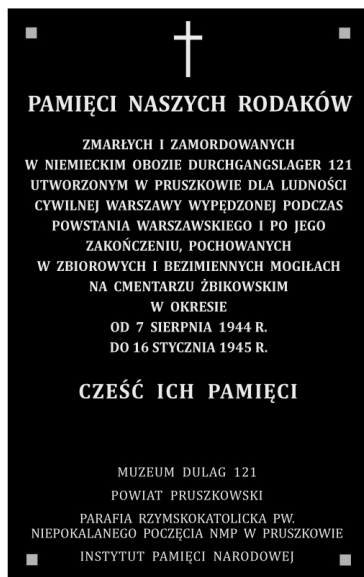 PAMIĘCI NASZYCH RODAKÓW
ZMARŁYCH I ZAMORDOWANYCH
W NIEMIECKIM OBOZIE DURCHGANGSLAGER 121
UTWORZONYM W PRUSZKOWIE DLA LUDNOŚCI
CYWILNEJ WARSZAWY WYPĘDZONEJ PODCZAS
POWSTANIA WARSZAWSKIEGO I PO JEGO
ZAKOŃCZENIU, POCHOWANYCH
W ZBIOROWYCH I BEZIMIENNYCH MOGIŁACH
NA CMENTARZU ŻBIKOWSKIM
W OKRESIE
OD 7 SIERPNIA 1944 R.
DO 16 STYCZNIA 1945 R.
CZEŚĆ ICH PAMIĘCI
MUZEUM DULAG 121
POWIAT PRUSZKOWSKI
PARAFIA RZYMSKOKATOLICKA PW.
NIEPOKALANEGO POCZĘCIA NMP W PRUSZKOWIE
INSTYTUT PAMIĘCI NARODOWEJ